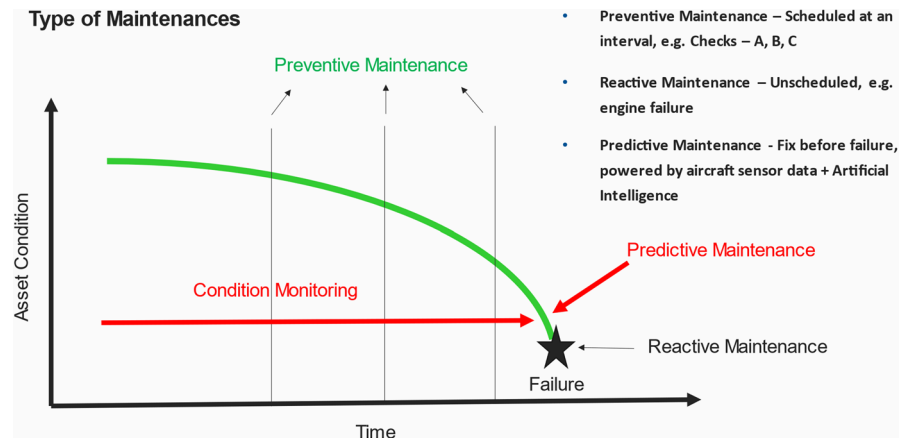 Type of Maintenances
Preventive Maintenance
• Preventive Maintenance – Scheduled at an
interval, e.g. Checks – A, B, C
• Reactive Maintenance – Unscheduled, e.g.
engine failure
• Predictive Maintenance - Fix before failure,
powered by aircraft sensor data + Artificial
Intelligence
Asset Condition
Condition Monitoring
Predictive Maintenance
Reactive Maintenance
Failure
Time